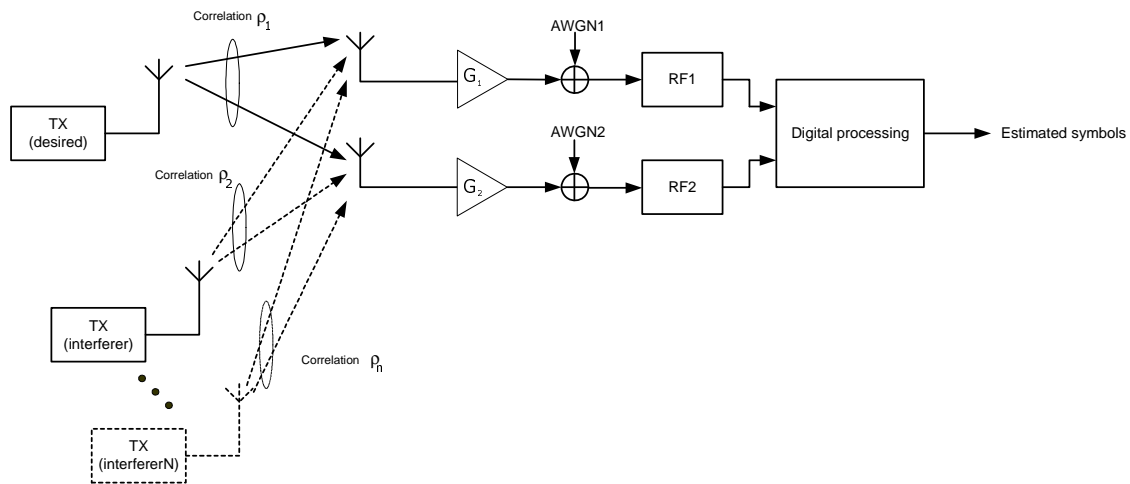 Correlation ρ1
AWGN1
G1
RF1
TX
(desired)
Digital processing
Estimated symbols
AWGN2
Correlation ρ2
G2
RF2
TX
(interferer)
Correlation ρn
TX
(interfererN)